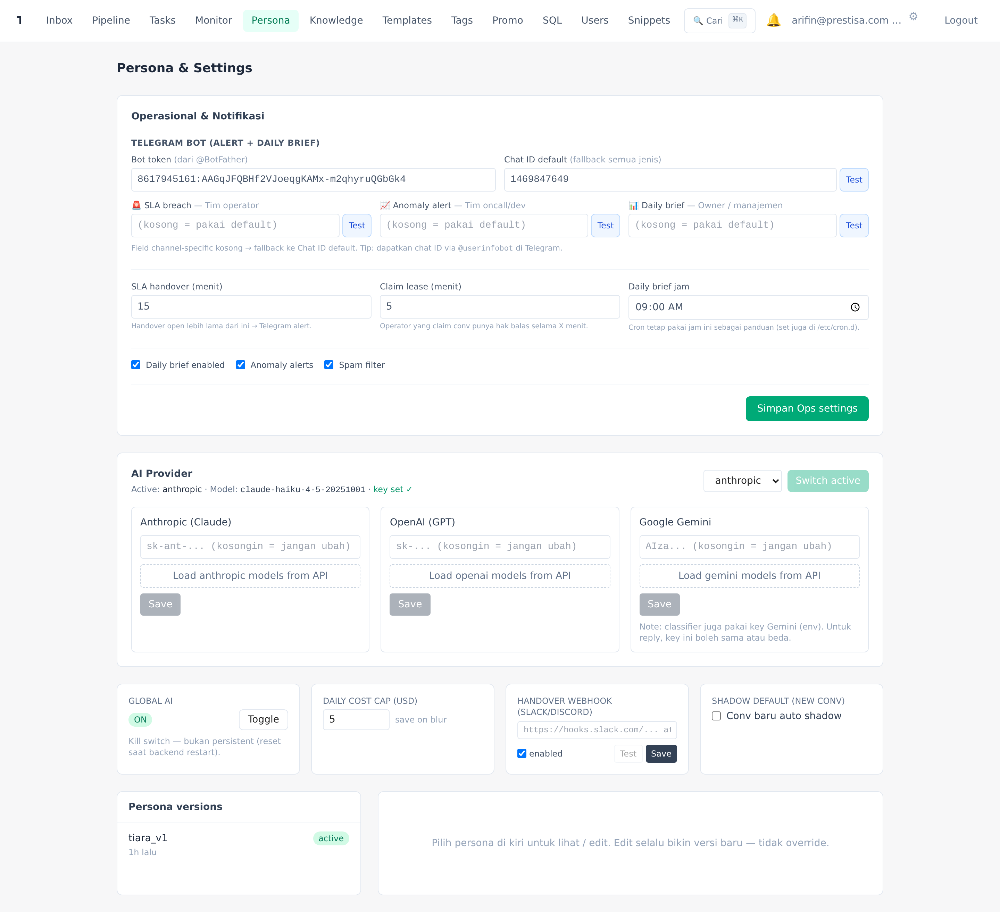 Inbox Pipeline Tasks Monitor Persona Knowledge Templates Tags Promo SQL Users Snippets 🔍 Cari ⌘K 🔔 arifin@prestisa.com ... ⚙ Logout
Persona & Settings
Operasional & Notifikasi
TELEGRAM BOT (ALERT + DAILY BRIEF)
Bot token (dari @BotFather) Chat ID default (fallback semua jenis)
8617945161:AAGqJFQBHf2VJoeqgKAMx-m2qhyruQGbGk4 1469847649 Test
🚨 SLA breach — Tim operator 📈 Anomaly alert — Tim oncall/dev 📊 Daily brief — Owner / manajemen
(kosong = pakai default) Test (kosong = pakai default) Test (kosong = pakai default) Test
Field channel-specific kosong → fallback ke Chat ID default. Tip: dapatkan chat ID via @userinfobot di Telegram.
SLA handover (menit) Claim lease (menit) Daily brief jam
15 5 09:00 AM
Handover open lebih lama dari ini → Telegram alert. Operator yang claim conv punya hak balas selama X menit. Cron tetap pakai jam ini sebagai panduan (set juga di /etc/cron.d).
Daily brief enabled Anomaly alerts Spam filter
Simpan Ops settings
AI Provider
Active: anthropic · Model: claude-haiku-4-5-20251001 · key set ✓
anthropic Switch active
Anthropic (Claude) OpenAI (GPT) Google Gemini
sk-ant-... (kosongin = jangan ubah) sk-... (kosongin = jangan ubah) AIza... (kosongin = jangan ubah)
Load anthropic models from API Load openai models from API Load gemini models from API
Save Save Save
Note: classifier juga pakai key Gemini (env). Untuk
reply, key ini boleh sama atau beda.
GLOBAL AI
ON Toggle
Kill switch — bukan persistent (reset
saat backend restart).
DAILY COST CAP (USD)
5 save on blur
HANDOVER WEBHOOK
(SLACK/DISCORD)
https://hooks.slack.com/...
enabled Test Save
SHADOW DEFAULT (NEW CONV)
Conv baru auto shadow
Persona versions
tiara_v1 active
1h lalu
Pilih persona di kiri untuk lihat / edit. Edit selalu bikin versi baru — tidak override.